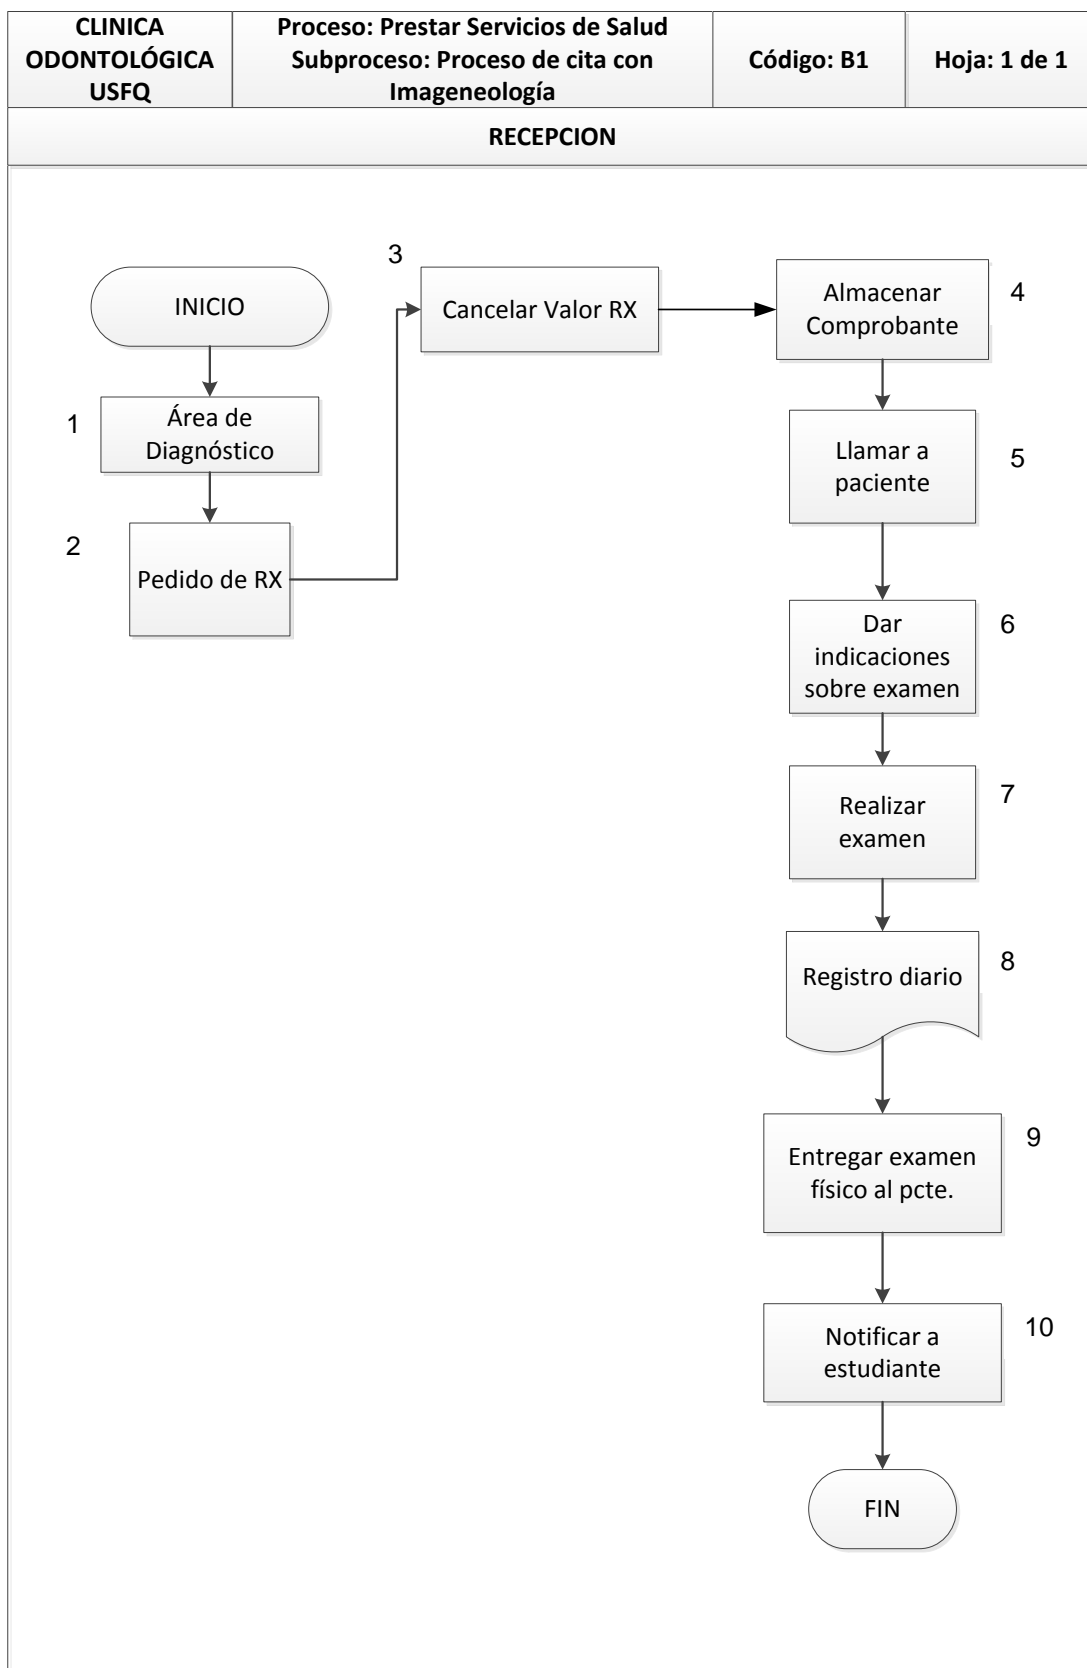 CLINICA
ODONTOLÓGICA
USFQ
Proceso: Prestar Servicios de Salud
Subproceso: Proceso de cita con
Imageneología
Código: B1
Hoja: 1 de 1
RECEPCION
INICIO
1
Área de
Diagnóstico
2
Pedido de RX
3
Cancelar Valor RX
Almacenar
Comprobante
4
Llamar a
paciente
5
Dar
indicaciones
sobre examen
6
Realizar
examen
7
Registro diario
8
Entregar examen
físico al pcte.
9
Notificar a
estudiante
10
FIN